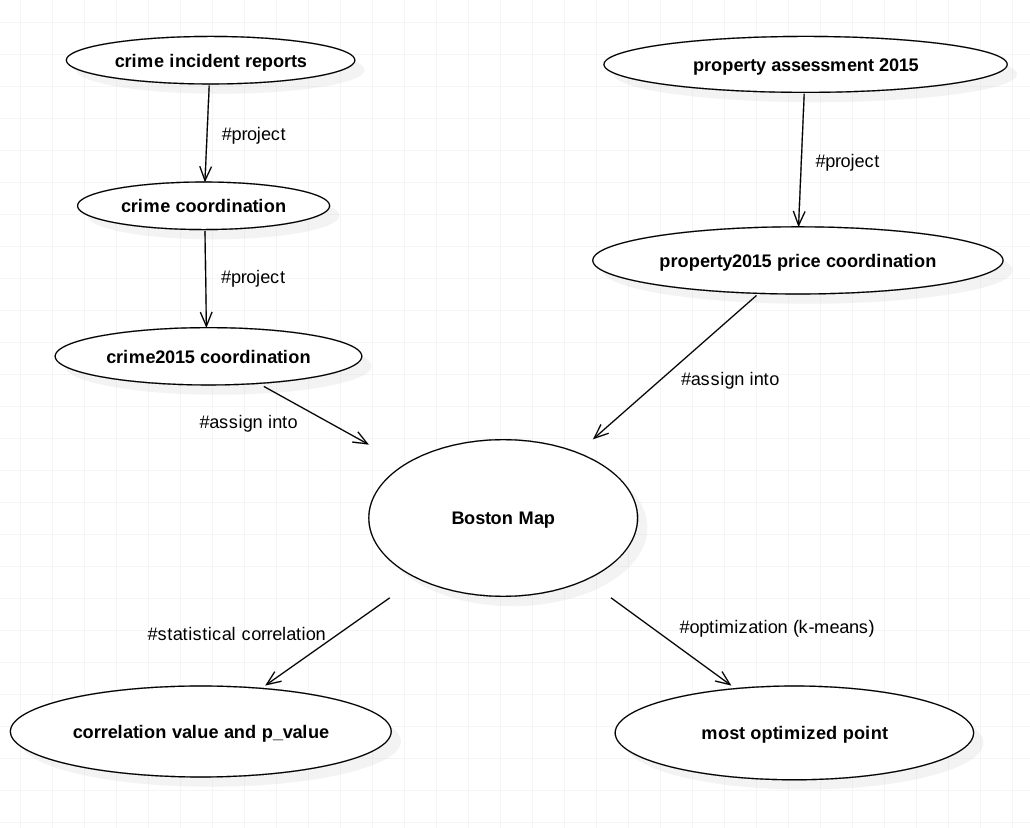 crime incident reports
property assessment 2015
#project
#project
crime coordination
property2015 price coordination
#project
crime2015 coordination
#assign into
#assign into
Boston Map
#statistical correlation
#optimization (k-means)
correlation value and p_value
most optimized point